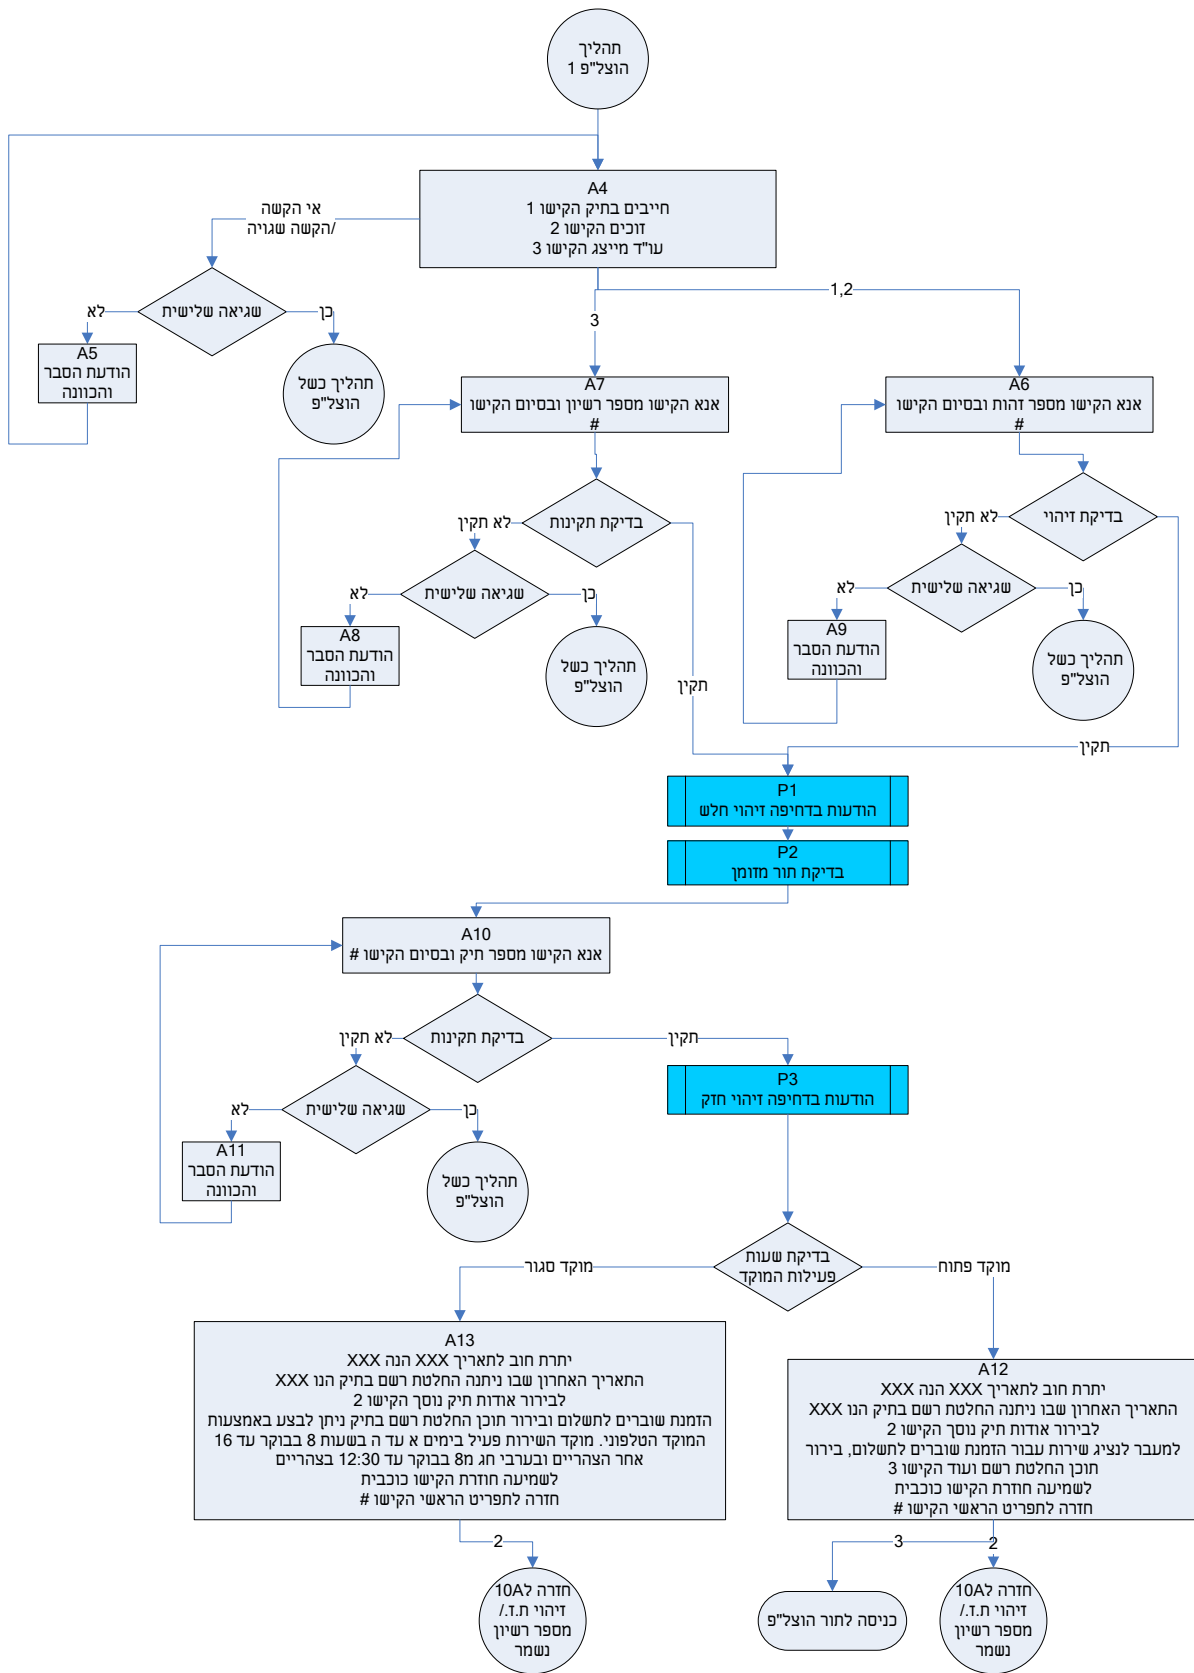 תהליך
הוצל"פ 1
A4
חייבים בתיק הקישו 1
זוכים הקישו 2
עו"ד מייצג הקישו 3
אי הקשה
/הקשה שגויה
שגיאה שלישית
לא
כן
A5
הודעת הסבר
והכוונה
תהליך כשל
הוצל"פ
1,2
3
A7
אנא הקישו מספר רשיון ובסיום הקישו
#
A6
אנא הקישו מספר זהות ובסיום הקישו
#
בדיקת תקינות
לא תקין
שגיאה שלישית
לא
כן
A8
הודעת הסבר
והכוונה
תהליך כשל
הוצל"פ
תקין
בדיקת זיהוי
לא תקין
שגיאה שלישית
לא
כן
A9
הודעת הסבר
והכוונה
תהליך כשל
הוצל"פ
תקין
P1
הודעות בדחיפה זיהוי חלש
P2
בדיקת תור מזומן
A10
אנא הקישו מספר תיק ובסיום הקישו #
בדיקת תקינות
לא תקין
תקין
שגיאה שלישית
לא
כן
A11
הודעת הסבר
והכוונה
תהליך כשל
הוצל"פ
P3
הודעות בדחיפה זיהוי חזק
בדיקת שעות
פעילות המוקד
מוקד סגור
מוקד פתוח
A13
יתרת חוב לתאריך XXX הנה XXX
התאריך האחרון שבו ניתנה החלטת רשם בתיק הנו XXX
לבירור אודות תיק נוסף הקישו 2
הזמנת שוברים לתשלום ובירור תוכן החלטת רשם בתיק ניתן לבצע באמצעות
המוקד הטלפוני. מוקד השירות פעיל בימים א עד ה בשעות 8 בבוקר עד 16
אחר הצהריים ובערבי חג מ8 בבוקר עד 12:30 בצהריים
לשמיעה חוזרת הקישו כוכבית
חזרה לתפריט הראשי הקישו #
A12
יתרת חוב לתאריך XXX הנה XXX
התאריך האחרון שבו ניתנה החלטת רשם בתיק הנו XXX
לבירור אודות תיק נוסף הקישו 2
למעבר לנציג שירות עבור הזמנת שוברים לתשלום, בירור
תוכן החלטת רשם ועוד הקישו 3
לשמיעה חוזרת הקישו כוכבית
חזרה לתפריט הראשי הקישו #
2
חזרה ל10A
זיהוי ת.ז./
מספר רשיון
נשמר
3
2
כניסה לתור הוצל"פ
חזרה ל10A
זיהוי ת.ז./
מספר רשיון
נשמר